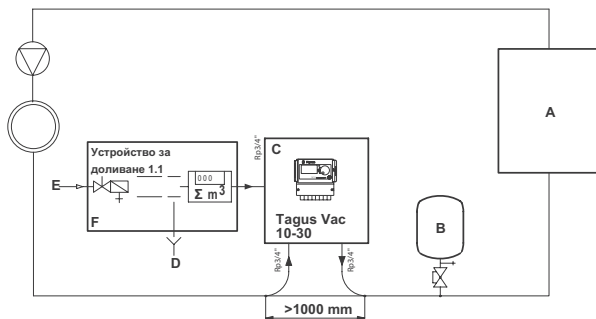 A
Rp3/4"
C
Устройство за
доливане 1.1
E
000
Σ m3
F
Tagus Vac
10-30
B
D
Rp3/4"
Rp3/4"
>1000 mm